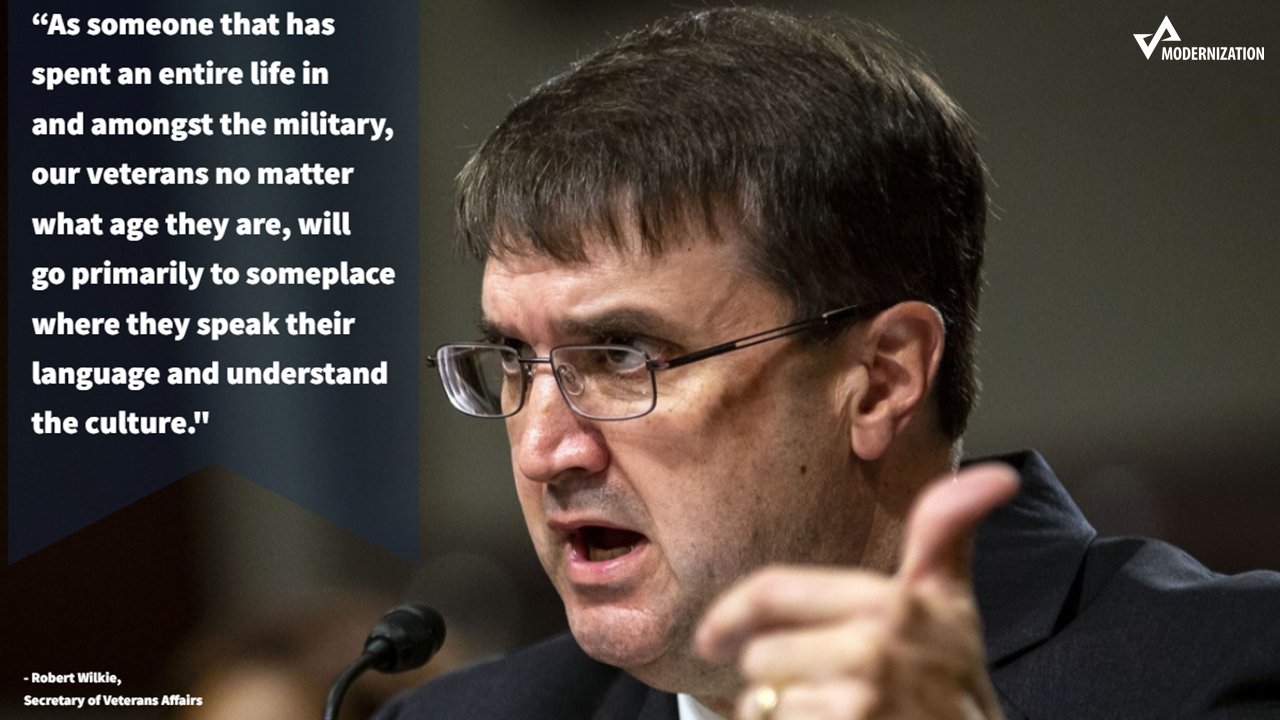 “As someone that has
spent an entire life in
and amongst the military,
our veterans no matter
what age they are, will
go primarily to someplace
where they speak their
language and understand
the culture."
- Robert Wilkie,
Secretary of Veterans Affairs
VA MODERNIZATION